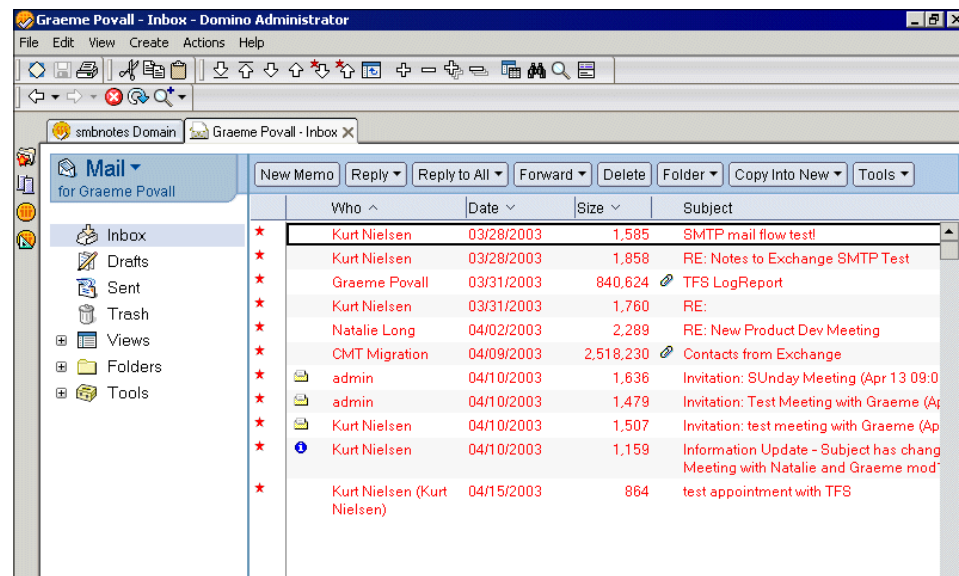 Graeme Povall - Inbox - Domino Administrator
File Edit View Create Actions Help
smbnotes Domain Graeme Povall - Inbox
Mail
for Graeme Povall
New Memo Reply Reply to All Forward Delete Folder Copy Into New Tools
Who Date Size Subject
Inbox
Drafts
Sent
Trash
Views
Folders
Tools
Kurt Nielsen 03/28/2003 1,585 SMTP mail flow test!
Kurt Nielsen 03/28/2003 1,858 RE: Notes to Exchange SMTP Test
Graeme Povall 03/31/2003 840,624 TFS LogReport
Kurt Nielsen 03/31/2003 1,760 RE:
Natalie Long 04/02/2003 2,289 RE: New Product Dev Meeting
CMT Migration 04/09/2003 2,518,230 Contacts from Exchange
admin 04/10/2003 1,636 Invitation: SUnday Meeting (Apr 13 09:0
admin 04/10/2003 1,479 Invitation: Test Meeting with Graeme (Ap
Kurt Nielsen 04/10/2003 1,507 Invitation: test meeting with Graeme (Ap
Kurt Nielsen 04/10/2003 1,159 Information Update - Subject has chang
Meeting with Natalie and Graeme mod
Kurt Nielsen (Kurt 04/15/2003 864 test appointment with TFS
Nielsen)